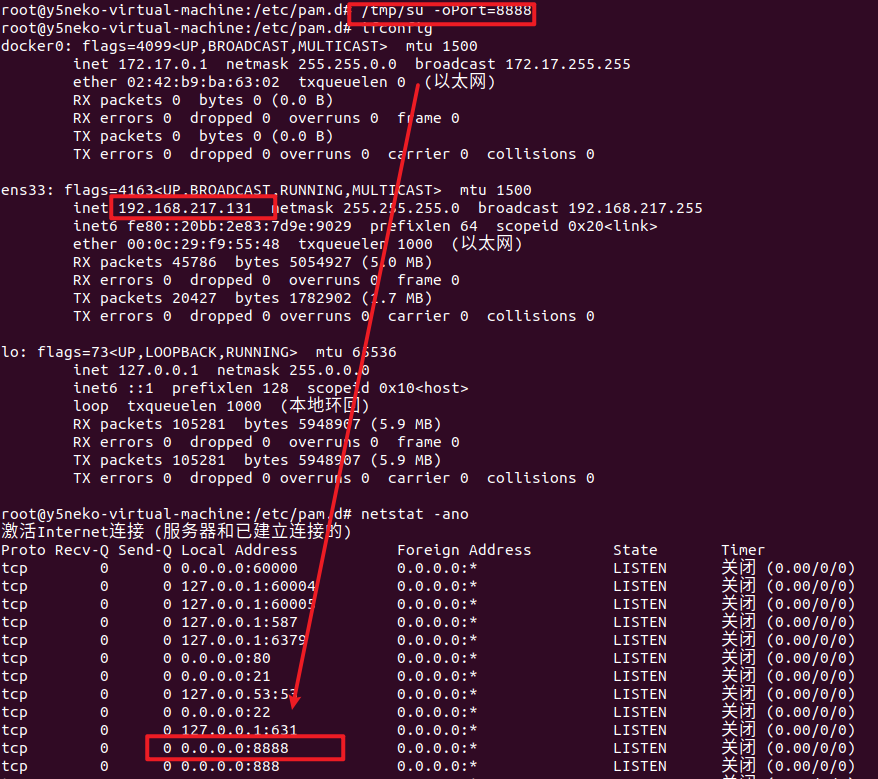 root@y5neko-virtual-machine:/etc/pam.d# /tmp/su -oPort=8888
root@y5neko-virtual-machine:/etc/pam.d# ifconfig
docker0: flags=4099<UP,BROADCAST,MULTICAST>  mtu 1500
inet 172.17.0.1  netmask 255.255.0.0  broadcast 172.17.255.255
ether 02:42:b9:ba:63:02  txqueuelen 0  (以太网)
RX packets 0  bytes 0 (0.0 B)
RX errors 0  dropped 0  overruns 0  frame 0
TX packets 0  bytes 0 (0.0 B)
TX errors 0  dropped 0 overruns 0  carrier 0  collisions 0
ens33: flags=4163<UP,BROADCAST,RUNNING,MULTICAST>  mtu 1500
inet 192.168.217.131  netmask 255.255.255.0  broadcast 192.168.217.255
inet6 fe80::20bb:2e83:7d9e:9029  prefixlen 64  scopeid 0x20<link>
ether 00:0c:29:f9:55:48  txqueuelen 1000  (以太网)
RX packets 45786  bytes 5054927 (5.0 MB)
RX errors 0  dropped 0  overruns 0  frame 0
TX packets 20427  bytes 1782902 (1.7 MB)
TX errors 0  dropped 0 overruns 0  carrier 0  collisions 0
lo: flags=73<UP,LOOPBACK,RUNNING>  mtu 65536
inet 127.0.0.1  netmask 255.0.0.0
inet6 ::1  prefixlen 128  scopeid 0x10<host>
loop  txqueuelen 1000  (本地环回)
RX packets 105281  bytes 5948907 (5.9 MB)
RX errors 0  dropped 0  overruns 0  frame 0
TX packets 105281  bytes 5948907 (5.9 MB)
TX errors 0  dropped 0 overruns 0  carrier 0  collisions 0
root@y5neko-virtual-machine:/etc/pam.d# netstat -ano
激活Internet连接 (服务器和已建立连接的)
Proto Recv-Q Send-Q Local Address           Foreign Address         State       Timer
tcp        0      0 0.0.0.0:60000           0.0.0.0:*               LISTEN      关闭 (0.00/0/0)
tcp        0      0 127.0.0.1:60004         0.0.0.0:*               LISTEN      关闭 (0.00/0/0)
tcp        0      0 127.0.0.1:60005         0.0.0.0:*               LISTEN      关闭 (0.00/0/0)
tcp        0      0 127.0.0.1:587           0.0.0.0:*               LISTEN      关闭 (0.00/0/0)
tcp        0      0 127.0.0.1:6379          0.0.0.0:*               LISTEN      关闭 (0.00/0/0)
tcp        0      0 0.0.0.0:80              0.0.0.0:*               LISTEN      关闭 (0.00/0/0)
tcp        0      0 0.0.0.0:21              0.0.0.0:*               LISTEN      关闭 (0.00/0/0)
tcp        0      0 127.0.0.53:53           0.0.0.0:*               LISTEN      关闭 (0.00/0/0)
tcp        0      0 0.0.0.0:22              0.0.0.0:*               LISTEN      关闭 (0.00/0/0)
tcp        0      0 127.0.0.1:631           0.0.0.0:*               LISTEN      关闭 (0.00/0/0)
tcp        0      0 0.0.0.0:8888            0.0.0.0:*               LISTEN      关闭 (0.00/0/0)
tcp        0      0 0.0.0.0:888             0.0.0.0:*               LISTEN      关闭 (0.00/0/0)